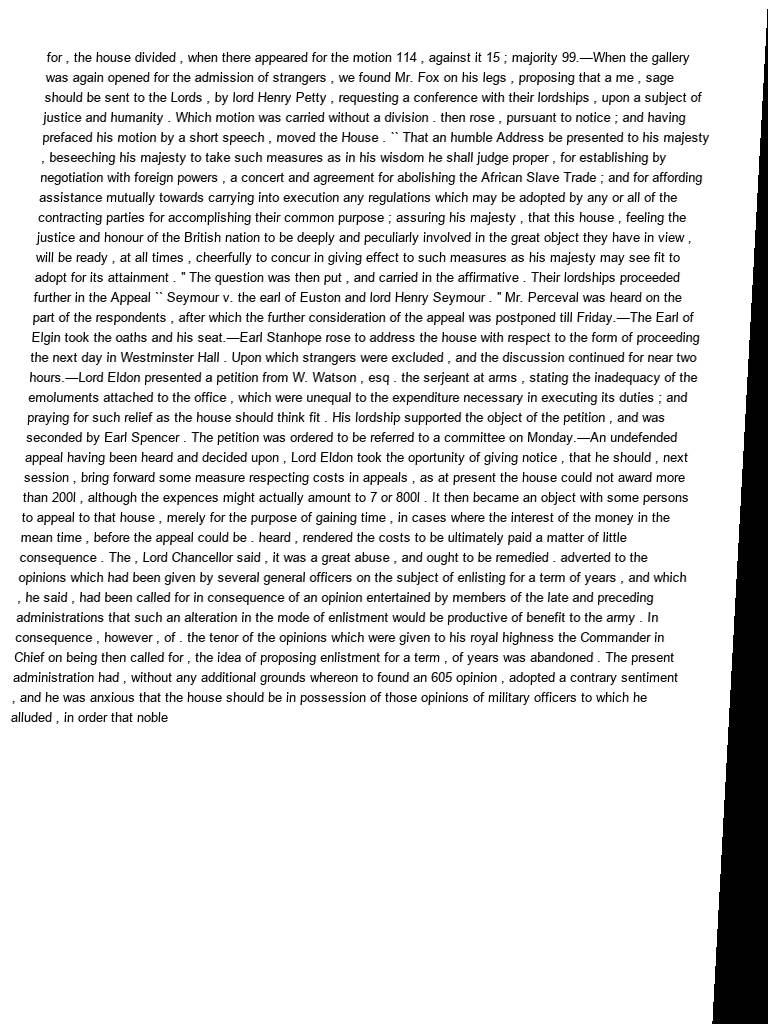 for , the house divided , when there appeared for the motion 114 , against it 15 ; majority 99.—When the gallery
was again opened for the admission of strangers , we found Mr. Fox on his legs , proposing that a me , sage
should be sent to the Lords , by lord Henry Petty , requesting a conference with their lordships , upon a subject of
justice and humanity . Which motion was carried without a division . then rose , pursuant to notice ; and having
prefaced his motion by a short speech , moved the House . `` That an humble Address be presented to his majesty
, beseeching his majesty to take such measures as in his wisdom he shall judge proper , for establishing by
negotiation with foreign powers , a concert and agreement for abolishing the African Slave Trade ; and for affording
assistance mutually towards carrying into execution any regulations which may be adopted by any or all of the
contracting parties for accomplishing their common purpose ; assuring his majesty , that this house , feeling the
justice and honour of the British nation to be deeply and peculiarly involved in the great object they have in view ,
will be ready , at all times , cheerfully to concur in giving effect to such measures as his majesty may see fit to
adopt for its attainment . " The question was then put , and carried in the affirmative . Their lordships proceeded
further in the Appeal `` Seymour v. the earl of Euston and lord Henry Seymour . " Mr. Perceval was heard on the
part of the respondents , after which the further consideration of the appeal was postponed till Friday.—The Earl of
Elgin took the oaths and his seat.—Earl Stanhope rose to address the house with respect to the form of proceeding
the next day in Westminster Hall . Upon which strangers were excluded , and the discussion continued for near two
hours.—Lord Eldon presented a petition from W. Watson , esq . the serjeant at arms , stating the inadequacy of the
emoluments attached to the office , which were unequal to the expenditure necessary in executing its duties ; and
praying for such relief as the house should think fit . His lordship supported the object of the petition , and was
seconded by Earl Spencer . The petition was ordered to be referred to a committee on Monday.—An undefended
appeal having been heard and decided upon , Lord Eldon took the oportunity of giving notice , that he should , next
session , bring forward some measure respecting costs in appeals , as at present the house could not award more
than 200l , although the expences might actually amount to 7 or 800l . It then became an object with some persons
to appeal to that house , merely for the purpose of gaining time , in cases where the interest of the money in the
mean time , before the appeal could be . heard , rendered the costs to be ultimately paid a matter of little
consequence . The , Lord Chancellor said , it was a great abuse , and ought to be remedied . adverted to the
opinions which had been given by several general officers on the subject of enlisting for a term of years , and which
, he said , had been called for in consequence of an opinion entertained by members of the late and preceding
administrations that such an alteration in the mode of enlistment would be productive of benefit to the army . In
consequence , however , of . the tenor of the opinions which were given to his royal highness the Commander in
Chief on being then called for , the idea of proposing enlistment for a term , of years was abandoned . The present
administration had , without any additional grounds whereon to found an 605 opinion , adopted a contrary sentiment
, and he was anxious that the house should be in possession of those opinions of military officers to which he
alluded , in order that noble